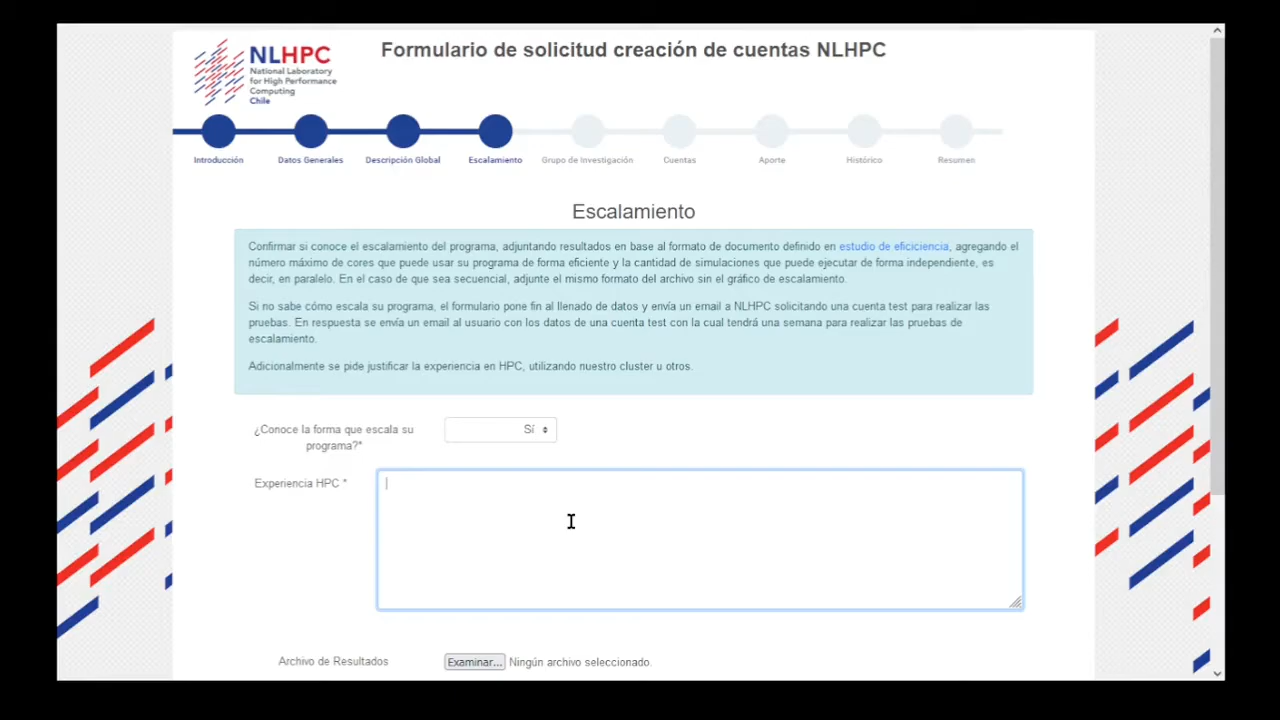 NLHPC
National Laboratory
for High Performance
Computing
Chile
Formulario de solicitud creación de cuentas NLHPC
Introducción
Datos Generales
Descripción Global
Escalamiento
Grupo de Investigación
Cuentas
Aporte
Histórico
Resumen
Escalamiento
Confirmar si conoce el escalamiento del programa, adjuntando resultados en base al formato de documento definido en estudio de eficiciencia, agregando el
número máximo de cores que puede usar su programa de forma eficiente y la cantidad de simulaciones que puede ejecutar de forma independiente, es
decir, en paralelo. En el caso de que sea secuencial, adjunte el mismo formato del archivo sin el gráfico de escalamiento.
Si no sabe cómo escala su programa, el formulario pone fin al llenado de datos y envía un email a NLHPC solicitando una cuenta test para realizar las
pruebas. En respuesta se envía un email al usuario con los datos de una cuenta test con la cual tendrá una semana para realizar las pruebas de
escalamiento.
Adicionalmente se pide justificar la experiencia en HPC, utilizando nuestro cluster u otros.
¿Conoce la forma que escala su
programa?*
Sí
Experiencia HPC *
Archivo de Resultados
Examinar... Ningún archivo seleccionado.